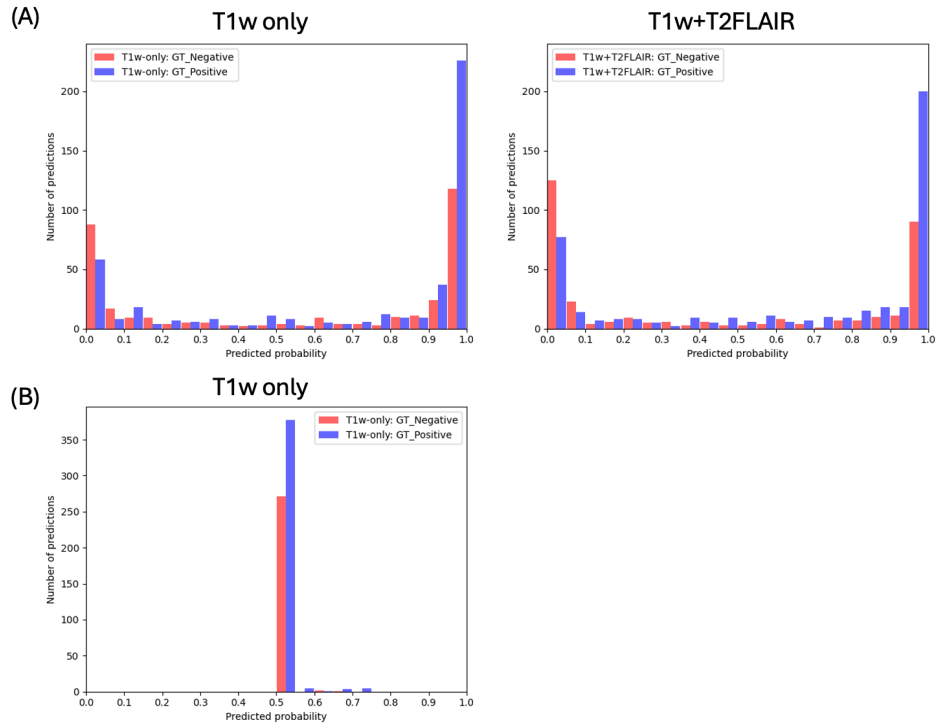 (A)
T1w only
T1w+T2FLAIR
T1w-only: GT_Negative
T1w-only: GT_Positive
Number of predictions
200
150
100
50
0
0.0 0.1 0.2 0.3 0.4 0.5 0.6 0.7 0.8 0.9 1.0
Predicted probability
T1w+T2FLAIR: GT_Negative
T1w+T2FLAIR: GT_Positive
Number of predictions
200
150
100
50
0
0.0 0.1 0.2 0.3 0.4 0.5 0.6 0.7 0.8 0.9 1.0
Predicted probability
(B)
T1w only
T1w-only: GT_Negative
T1w-only: GT_Positive
Number of predictions
350
300
250
200
150
100
50
0
0.0 0.1 0.2 0.3 0.4 0.5 0.6 0.7 0.8 0.9 1.0
Predicted probability